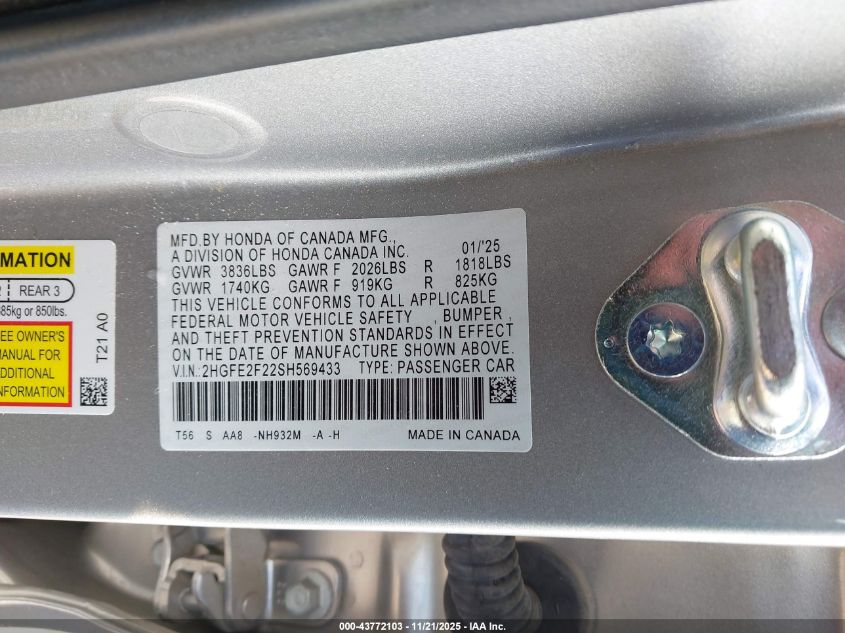 MATION
REAR 3
85kg or 850lbs.
EE OWNER'S
MANUAL FOR
ADDITIONAL
NFORMATION
T21 A0
MFD.BY HONDA OF CANADA MFG.,
A DIVISION OF HONDA CANADA INC. 01/'25
GVWR 3836LBS GAWR F 2026LBS R 1818LBS
GVWR 1740KG GAWR F 919KG R 825KG
THIS VEHICLE CONFORMS TO ALL APPLICABLE
FEDERAL MOTOR VEHICLE SAFETY , BUMPER ,
AND THEFT PREVENTION STANDARDS IN EFFECT
ON THE DATE OF MANUFACTURE SHOWN ABOVE.
V.I.N.: 2HGFE2F22SH569433 TYPE: PASSENGER CAR
T56 S AA8 -NH932M -A -H MADE IN CANADA
000-43772103 - 11/21/2025 - IAA Inc.